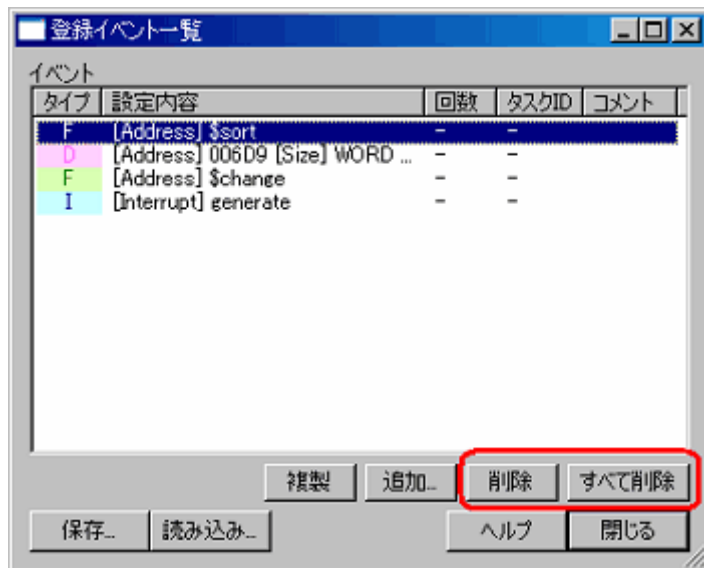 登録イベント一覧
イベント
タイプ 設定内容 回数 タスクID コメント
F [Address] $sort - -
D [Address] 006D9 [Size] WORD ... - -
F [Address] $change - -
I [Interrupt] generate - -
複製 追加... 削除 すべて削除
保存... 読み込み... ヘルプ 閉じる